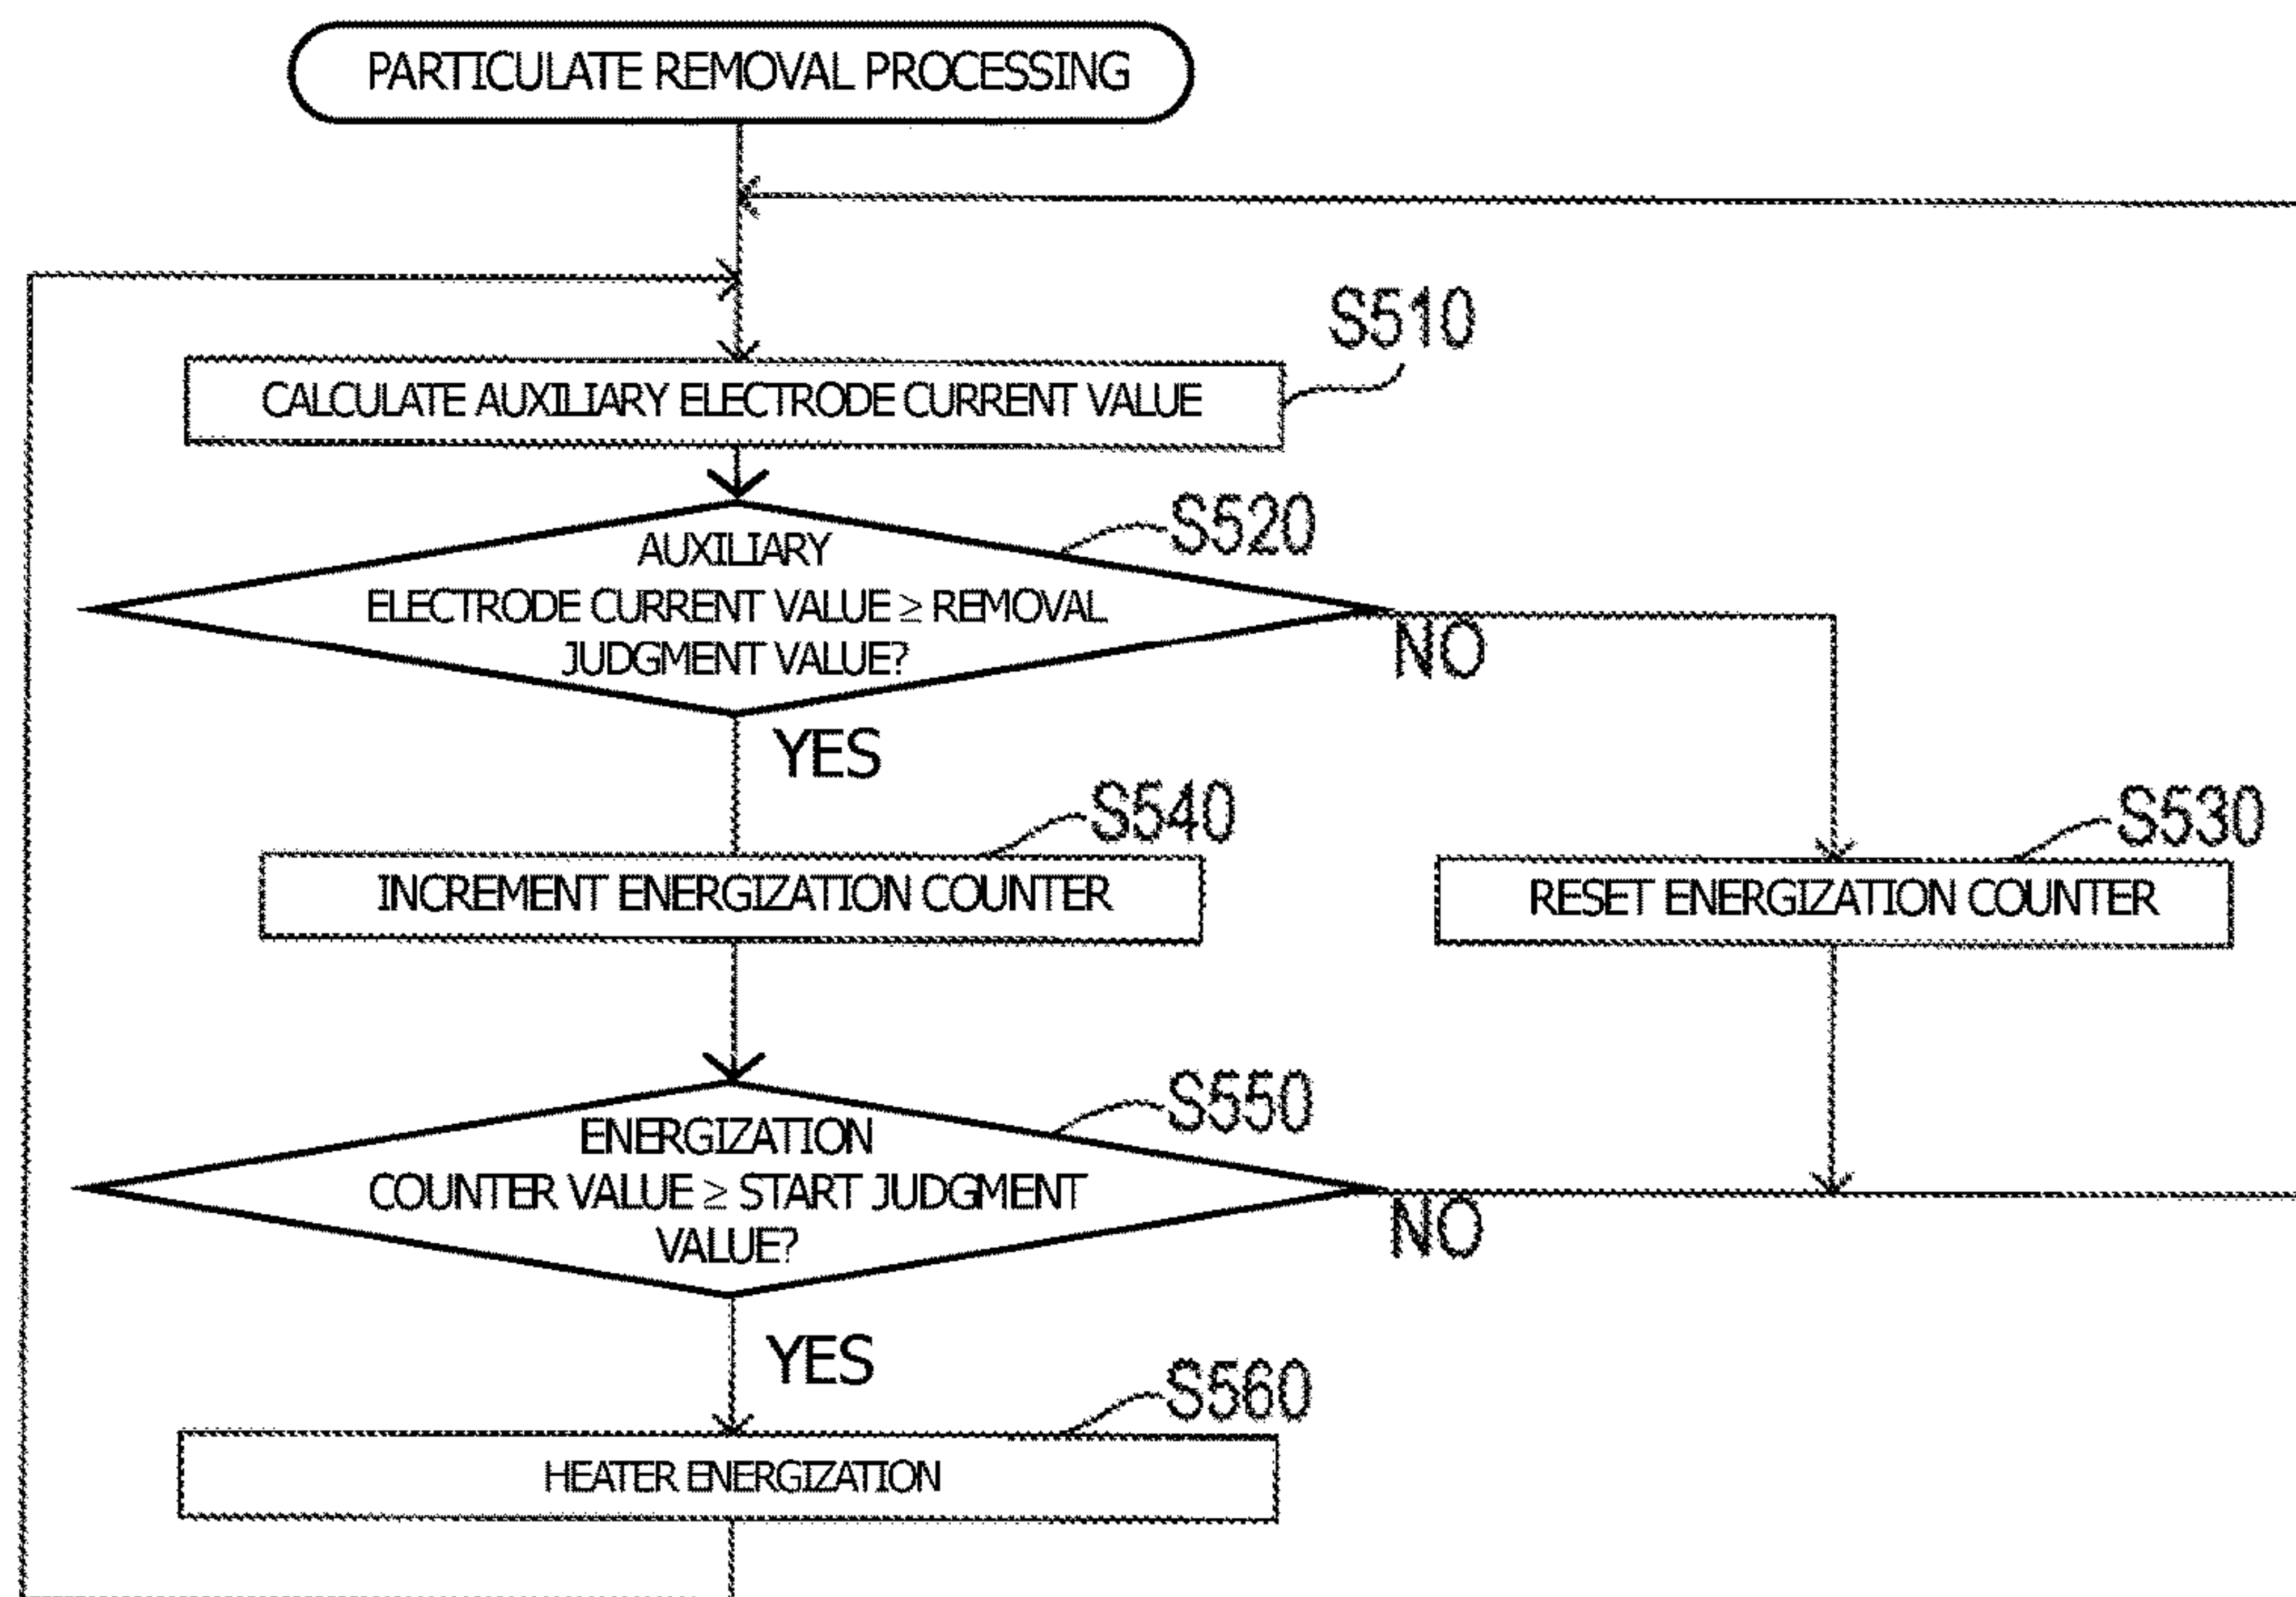 PARTICULATE REMOVAL PROCESSING
S510
CALCULATE AUXILIARY ELECTRODE CURRENT VALUE
S520
AUXILIARY
ELECTRODE CURRENT VALUE ≥ REMOVAL
JUDGMENT VALUE?
NO
YES
S540
S530
INCREMENT ENERGIZATION COUNTER
RESET ENERGIZATION COUNTER
S550
ENERGIZATION
COUNTER VALUE ≥ START JUDGMENT
VALUE?
NO
YES
S560
HEATER ENERGIZATION